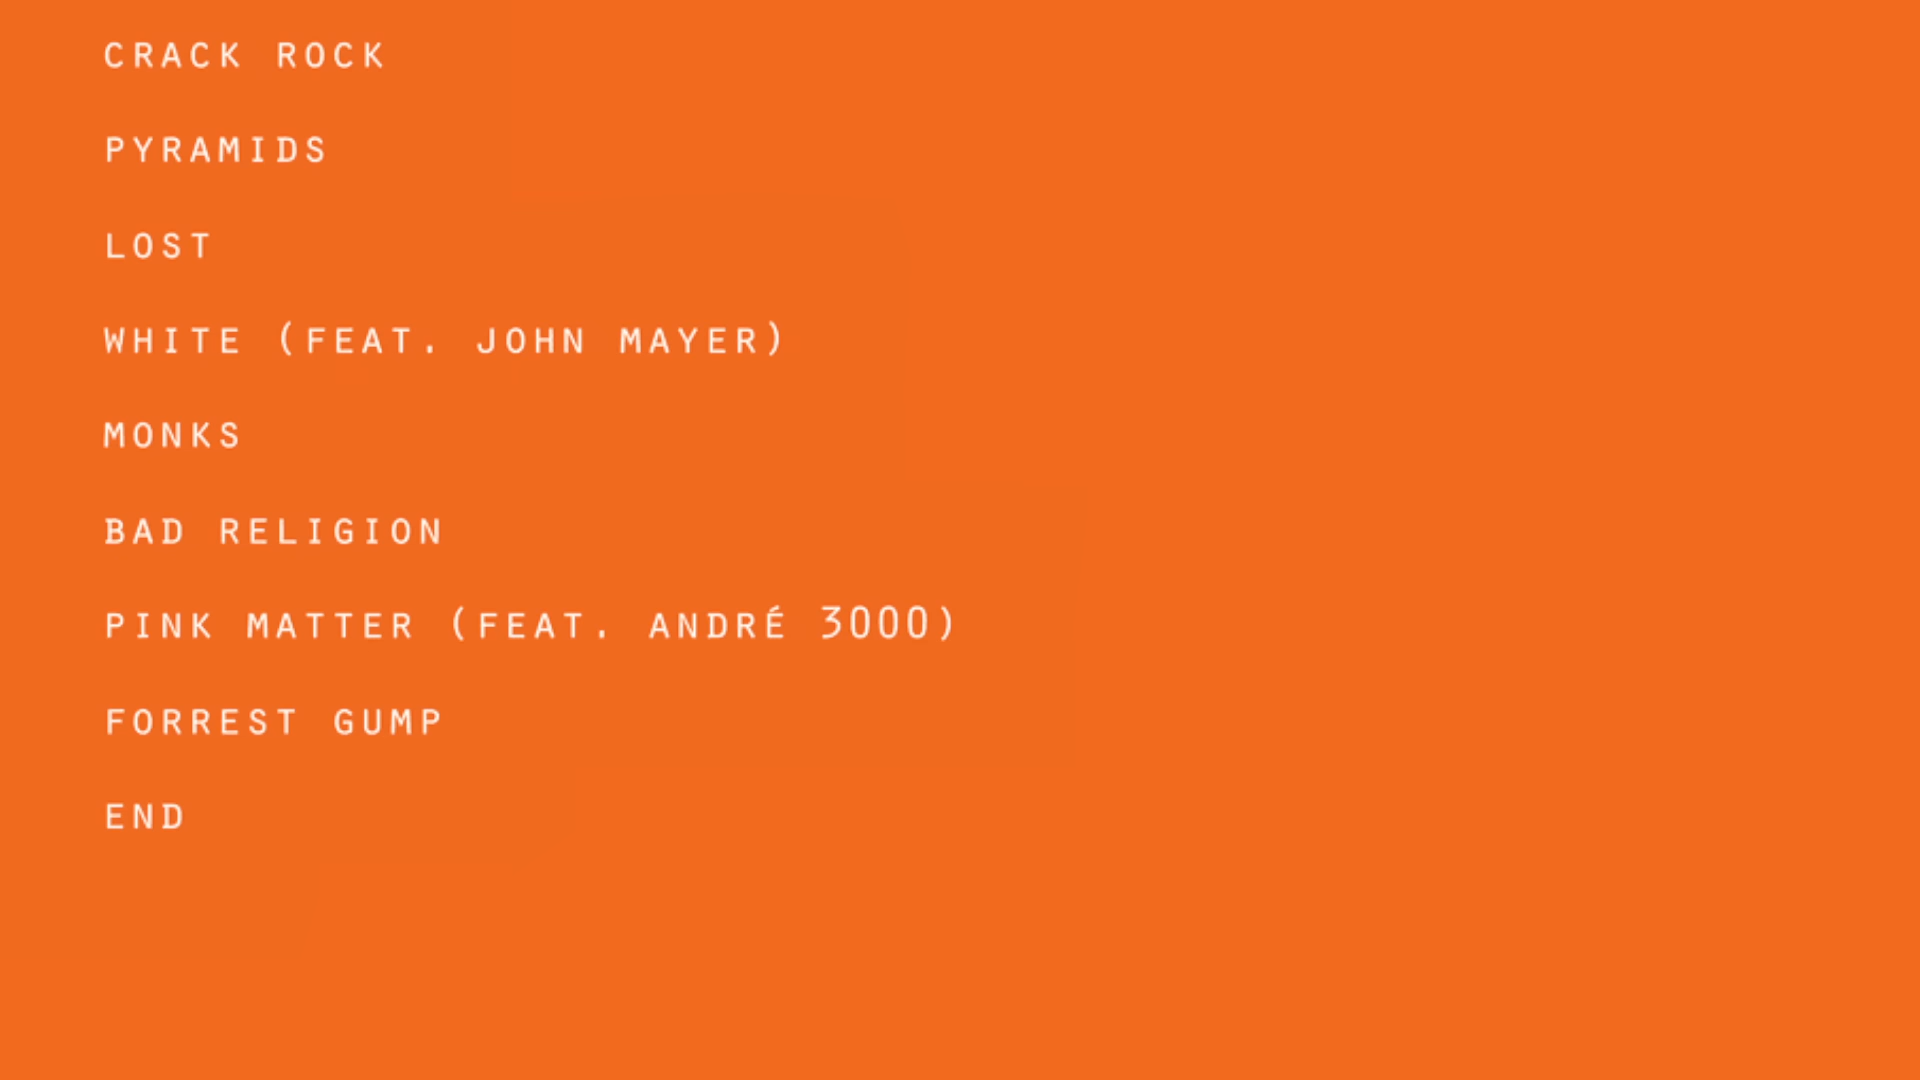 CRACK ROCK
PYRAMIDS
LOST
WHITE (FEAT. JOHN MAYER)
MONKS
BAD RELIGION
PINK MATTER (FEAT. ANDRÉ 3000)
FORREST GUMP
END